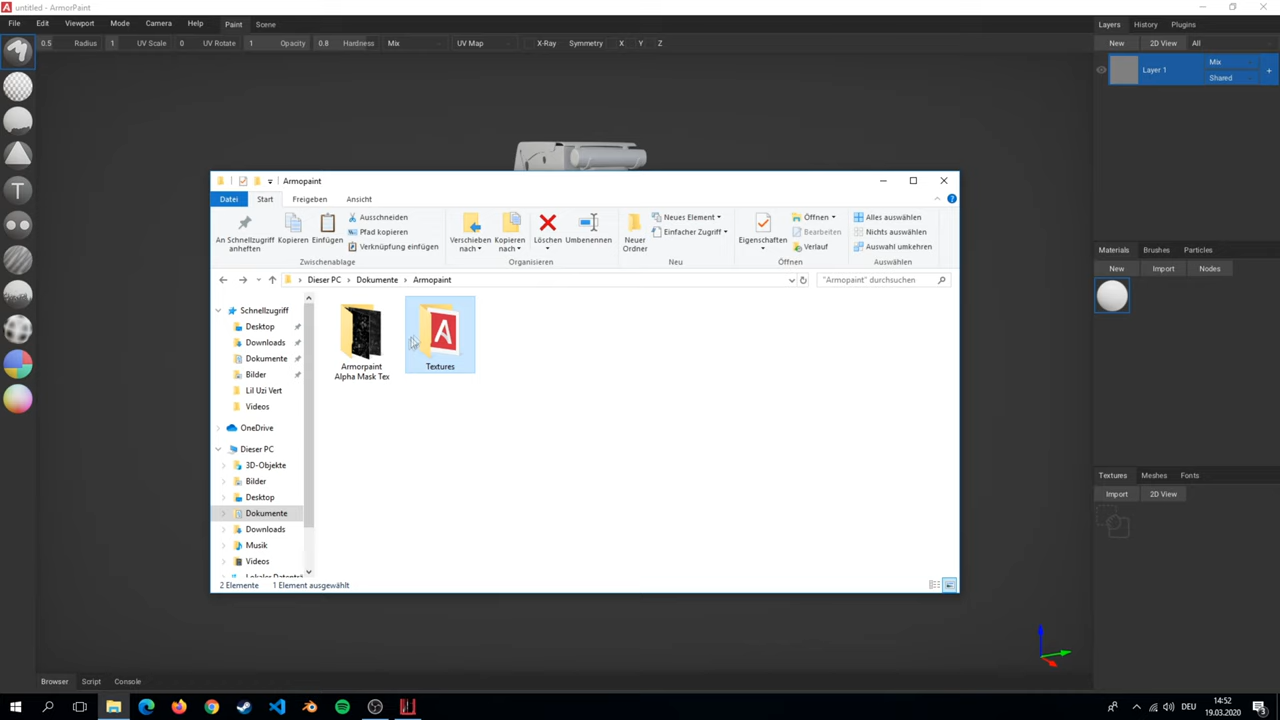 untitled - ArmorPaint
File Edit Viewport Mode Camera Help Paint Scene
Layers History Plugins
0.5 Radius 1 UV Scale 0 UV Rotate 1 Opacity 0.8 Hardness Mix UV Map X-Ray Symmetry X Y Z
New 2D View All
Layer 1 Mix
Shared +
Armopaint
Datei Start Freigeben Ansicht
An Schnellzugriff anheften
Kopieren
Einfügen
Ausschneiden
Pfad kopieren
Verknüpfung einfügen
Zwischenablage
Verschieben nach
Kopieren nach
Löschen
Umbenennen
Organisieren
Neuer Ordner
Neues Element
Einfacher Zugriff
Neu
Eigenschaften
Öffnen
Bearbeiten
Verlauf
Öffnen
Alles auswählen
Nichts auswählen
Auswahl umkehren
Auswählen
Dieser PC > Dokumente > Armopaint
"Armopaint" durchsuchen
Schnellzugriff
Desktop
Downloads
Dokumente
Bilder
Lil Uzi Vert
Videos
OneDrive
Dieser PC
3D-Objekte
Bilder
Desktop
Dokumente
Downloads
Musik
Videos
Armorpaint
Alpha Mask Tex
A
Textures
2 Elemente 1 Element ausgewählt
Materials Brushes Particles
New Import Nodes
Textures Meshes Fonts
Import 2D View
T
Browser Script Console
DEU
14:52
19.03.2020
3